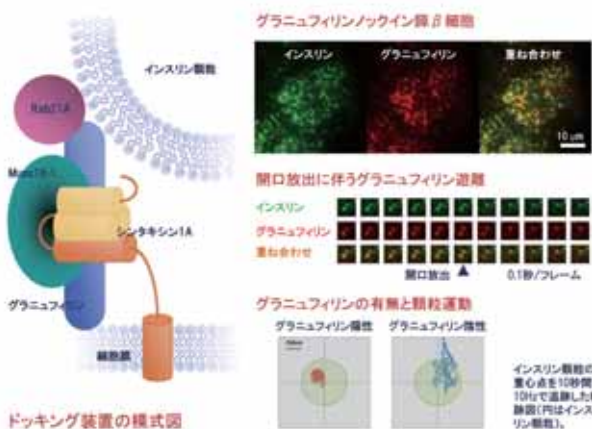 インスリン顆粒
グラニュフィリン
シンタキシン1A
細胞膜
ドッキング装置の模式図
グラニュフィリンノックイン膵β細胞
インスリン
グラニュフィリン
重ね合わせ
10 um
開口放出に伴うグラニュフィリン遊離
インスリン
グラニュフィリン
重ね合わせ
開口放出
0.1秒/フレーム
グラニュフィリンの有無と顆粒運動
グラニュフィリン陽性
グラニュフィリン陰性
インスリン顆粒の
重心点を10秒間
10Hzで追跡した
跡図(円はインス
リン顆粒)。